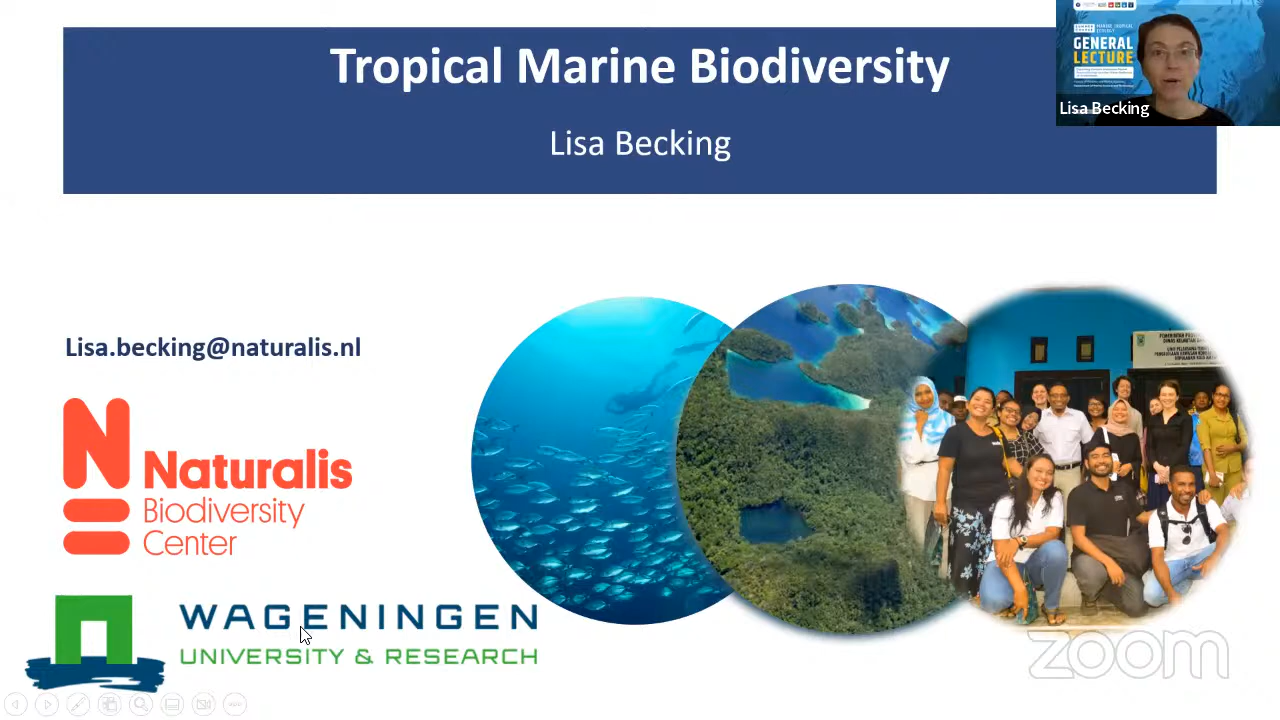 Tropical Marine Biodiversity
Lisa Becking
GENERAL
LECTURE
Lisa Becking
Lisa.becking@naturalis.nl
Naturalis
Biodiversity
Center
WAGENINGEN
UNIVERSITY & RESEARCH
zoom